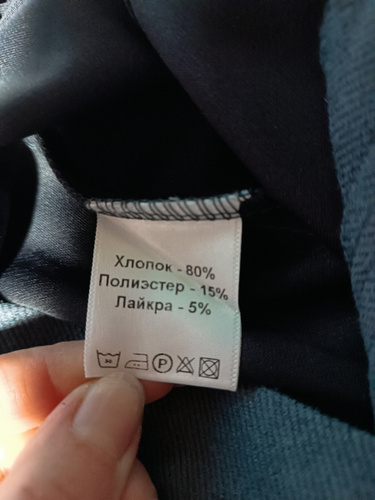 Хлопок - 80%
Полиэстер - 15%
Лайкра - 5%
P